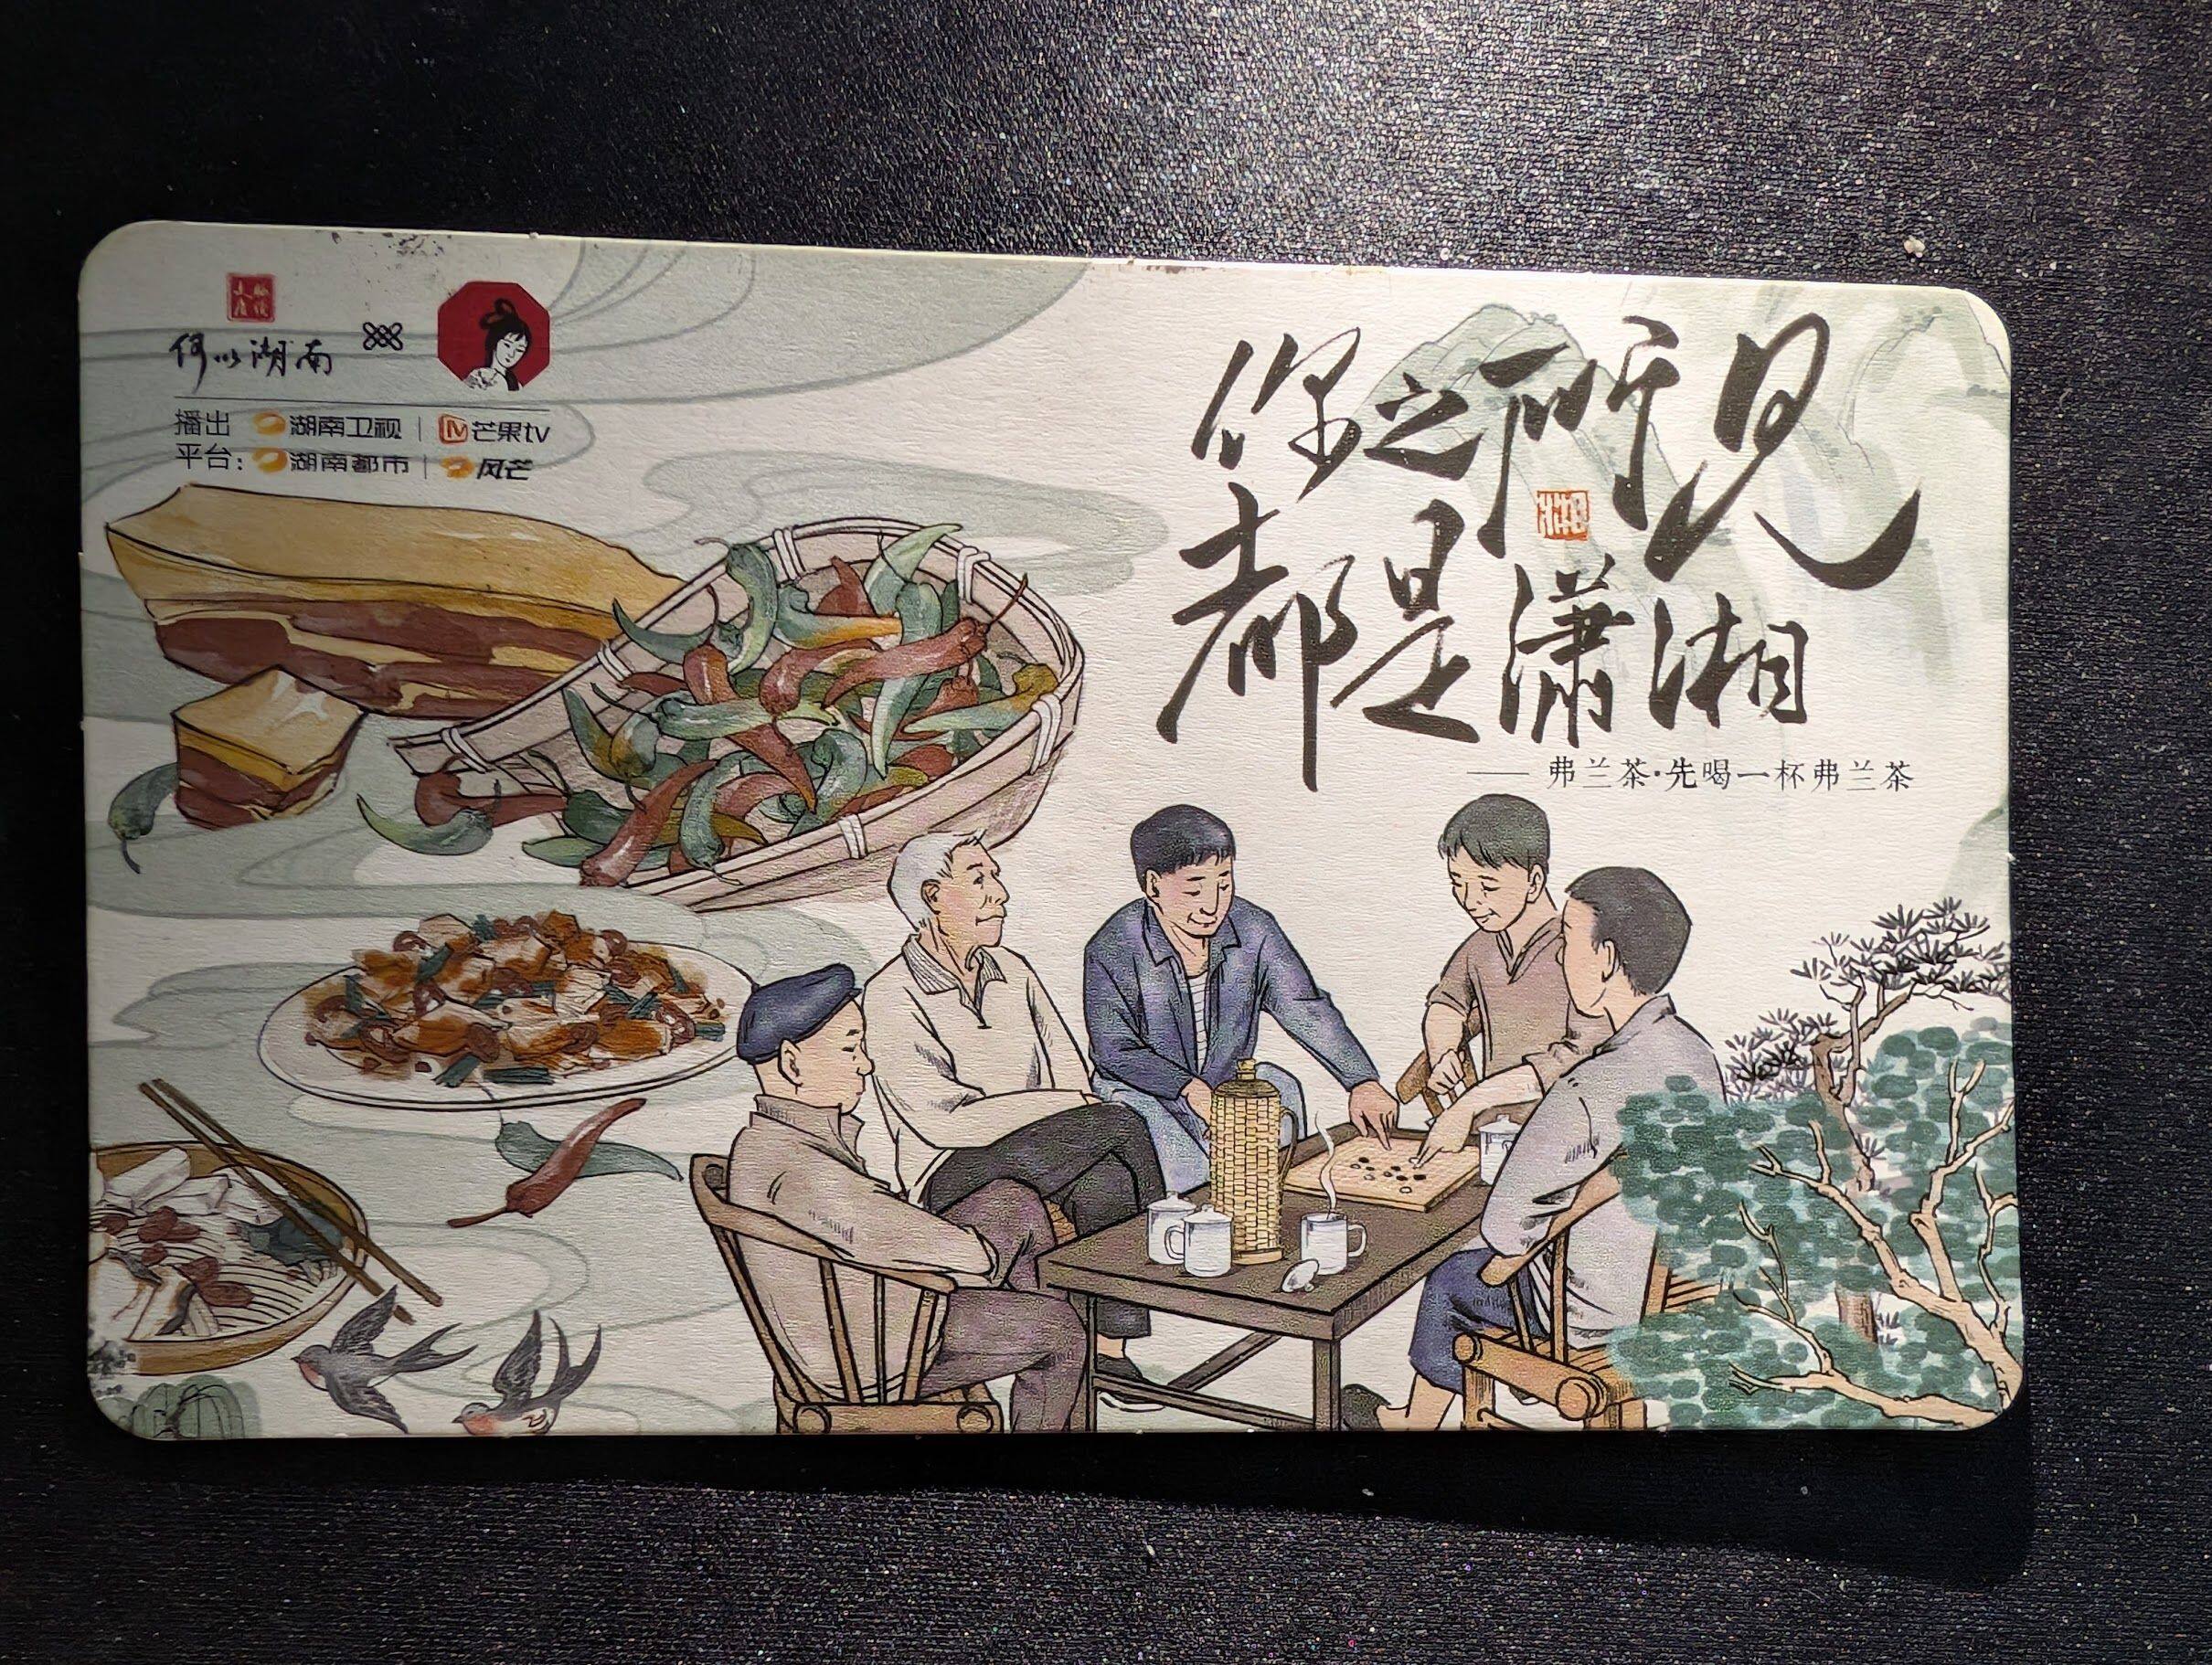 何以湖南
播出 湖南卫视 | 芒果tv
平台: 湖南都市 | 风芒
你之所见
都是潇湘
—— 弗兰茶·先喝一杯弗兰茶